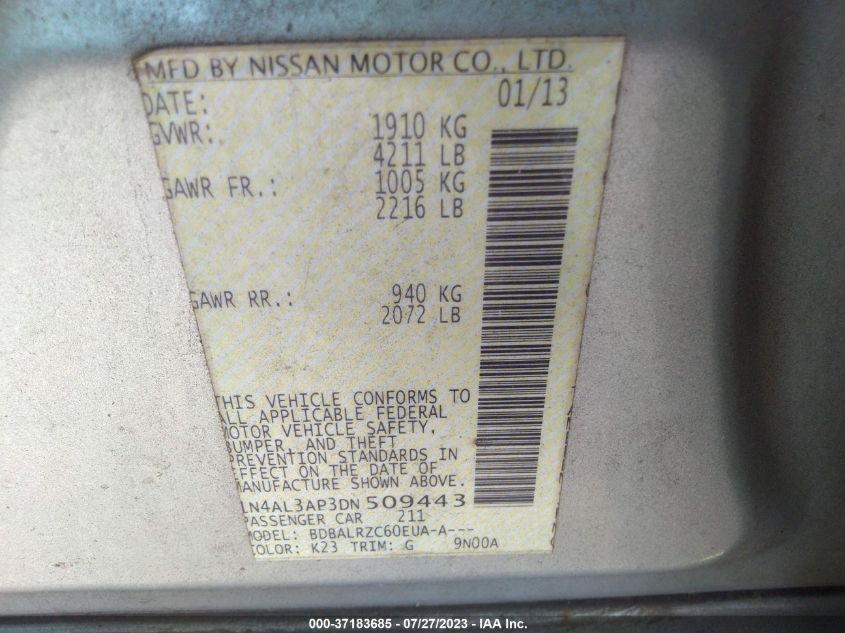 MFD BY NISSAN MOTOR CO., LTD.
DATE: 01/13
GVWR: 1910 KG
4211 LB
GAWR FR.: 1005 KG
2216 LB
GAWR RR.: 940 KG
2072 LB
THIS VEHICLE CONFORMS TO
ALL APPLICABLE FEDERAL
MOTOR VEHICLE SAFETY,
BUMPER, AND THEFT
PREVENTION STANDARDS IN
EFFECT ON THE DATE OF
MANUFACTURE SHOWN ABOVE.
1N4AL3AP3DN 509443
PASSENGER CAR 211
MODEL: BDBALRZC60EUA-A---
COLOR: K23 TRIM: G 9N00A
000-37183685 - 07/27/2023 - IAA Inc.